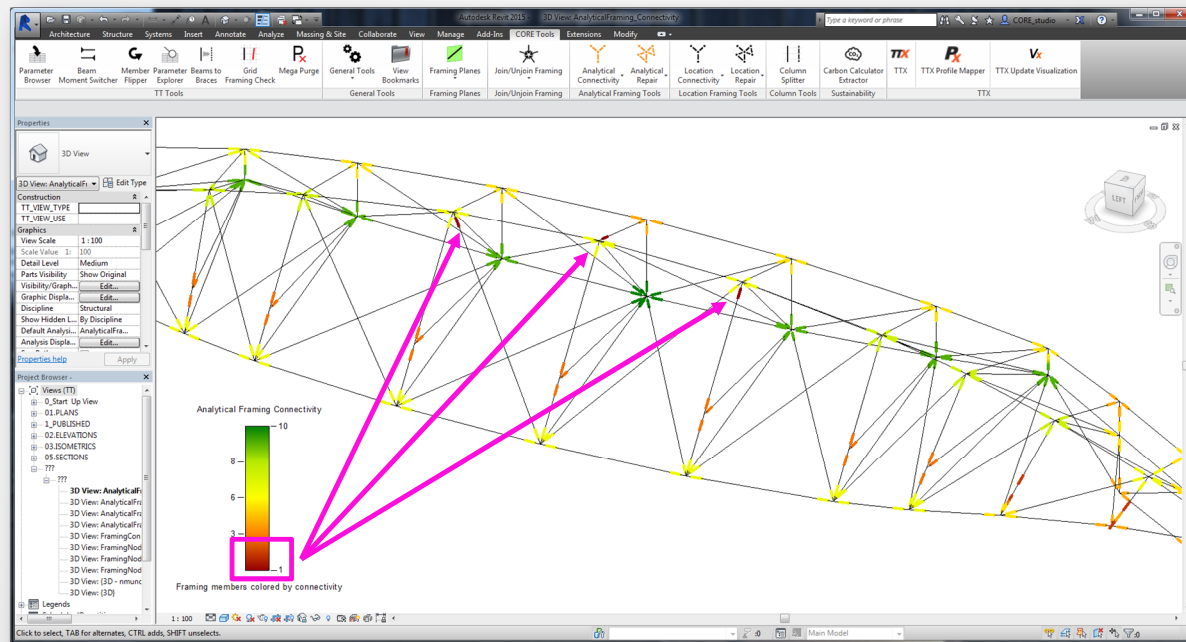 Autodesk Revit 2015 - 3D View: AnalyticalFraming_Connectivity
Type a keyword or phrase
CORE_studio
Architecture Structure Systems Insert Annotate Analyze Massing & Site Collaborate View Manage Add-Ins CORE Tools Extensions Modify
Parameter Browser
Beam Moment Switcher
Member Flipper
Parameter Explorer
Beams to Braces
Grid Framing Check
Mega Purge
General Tools
View Bookmarks
Framing Planes
Join/Unjoin Framing
Analytical Connectivity
Analytical Repair
Location Connectivity
Location Repair
Column Splitter
Carbon Calculator Extractor
TTX
TTX
TTX Profile Mapper
TTX Update Visualization
TT Tools General Tools Framing Planes Join/Unjoin Framing Analytical Framing Tools Location Framing Tools Column Tools Sustainability TTX
Properties
3D View
3D View: AnalyticalFr Edit Type
Construction
TT_VIEW_TYPE
TT_VIEW_USE
Graphics
View Scale 1 : 100
Scale Value 1: 100
Detail Level Medium
Parts Visibility Show Original
Visibility/Graph... Edit...
Graphic Displa... Edit...
Discipline Structural
Show Hidden L... By Discipline
Default Analysi... AnalyticalFra...
Analysis Displa... Edit...
Properties help Apply
Project Browser -
Views (TT)
0_Start Up View
01.PLANS
1_PUBLISHED
02.ELEVATIONS
03.ISOMETRICS
05.SECTIONS
???
???
3D View: AnalyticalFr
3D View: AnalyticalFra
3D View: AnalyticalFra
3D View: AnalyticalFra
3D View: FramingCon
3D View: FramingNod
3D View: FramingNod
3D View: FramingNod
3D View: {3D - nmunc
3D View: {3D}
Legends
LEFT
Analytical Framing Connectivity
10
8
6
3
1
Framing members colored by connectivity
1 : 100
Click to select, TAB for alternates, CTRL adds, SHIFT unselects.
:0
Main Model
:0